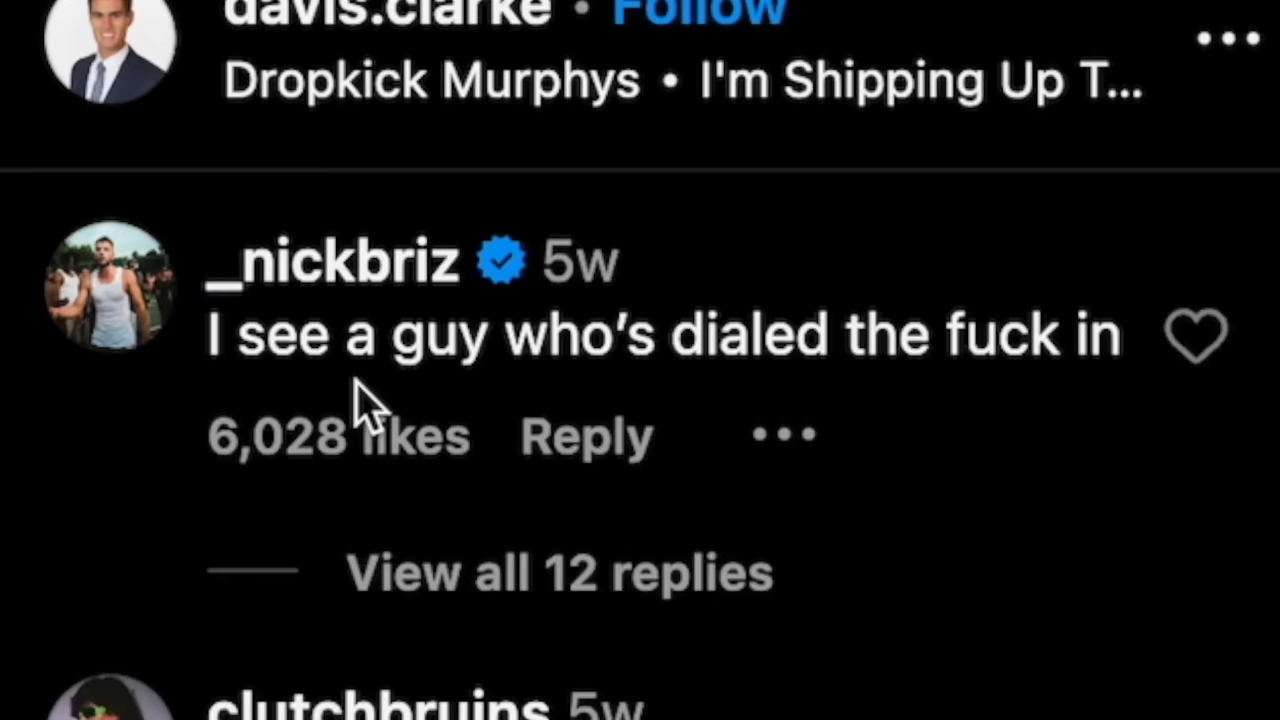 davis.clarke • Follow
Dropkick Murphys • I'm Shipping Up T...
_nickbriz 5w
I see a guy who’s dialed the fuck in
6,028 likes Reply
View all 12 replies
clutchbruins 5w